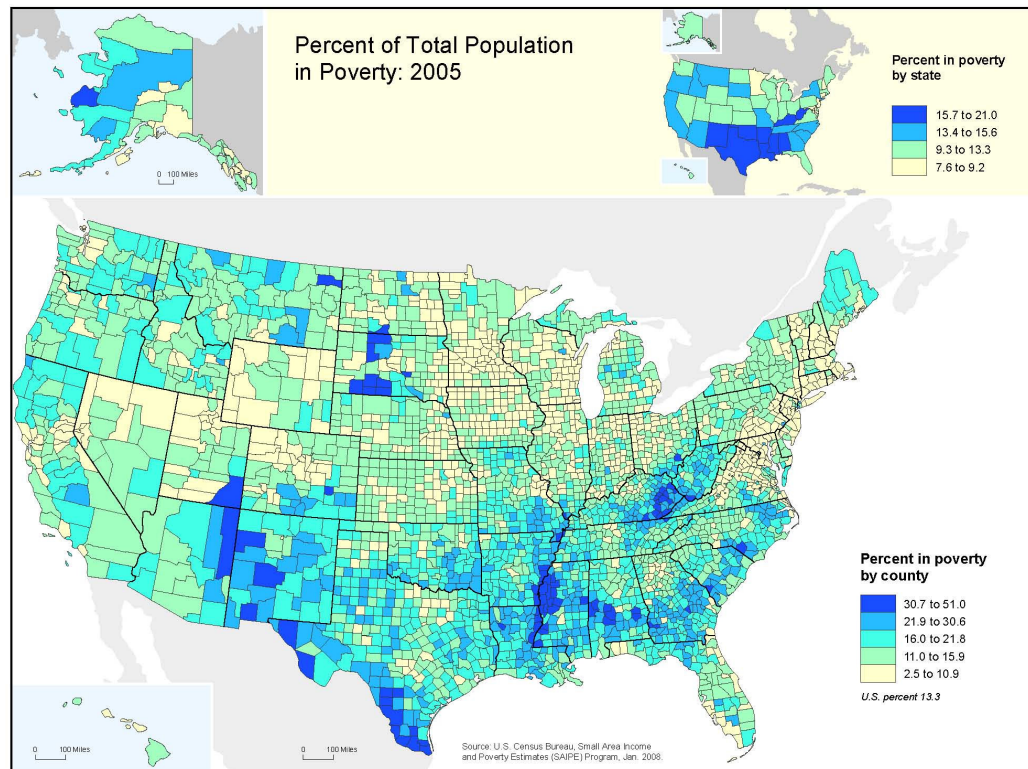 Percent of Total Population
in Poverty: 2005
Percent in poverty
by state
15.7 to 21.0
13.4 to 15.6
9.3 to 13.3
7.6 to 9.2
0 100 Miles
Percent in poverty
by county
30.7 to 51.0
21.9 to 30.6
16.0 to 21.8
11.0 to 15.9
2.5 to 10.9
U.S. percent 13.3
0 100 Miles
0 100 Miles
Source: U.S. Census Bureau, Small Area Income
and Poverty Estimates (SAIPE) Program, Jan. 2008.